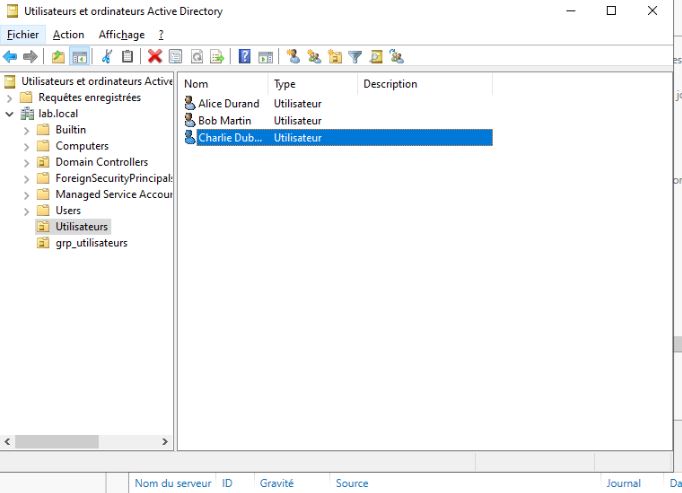 Utilisateurs et ordinateurs Active Directory
Fichier Action Affichage ?
Utilisateurs et ordinateurs Active
Requêtes enregistrées
lab.local
Builtin
Computers
Domain Controllers
ForeignSecurityPrincipals
Managed Service Accour
Users
Utilisateurs
grp_utilisateurs
Nom Type Description
Alice Durand Utilisateur
Bob Martin Utilisateur
Charlie Dub... Utilisateur
Nom du serveur ID Gravité Source Journal Da